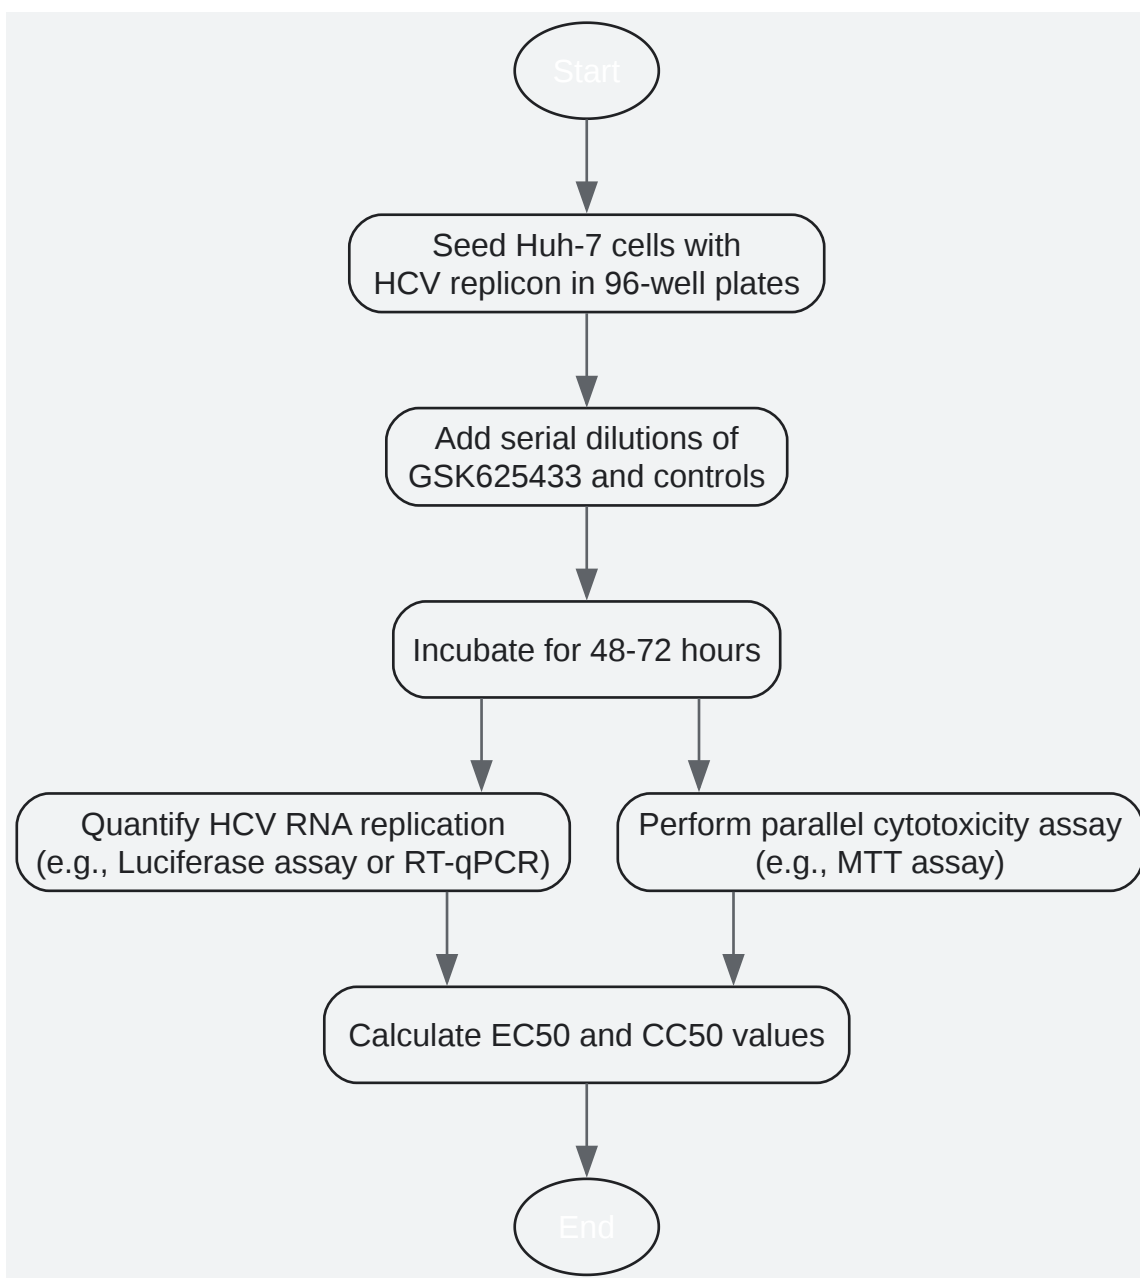 Start
Seed Huh-7 cells with
HCV replicon in 96-well plates
Add serial dilutions of
GSK625433 and controls
Incubate for 48-72 hours
Quantify HCV RNA replication
(e.g., Luciferase assay or RT-qPCR)
Perform parallel cytotoxicity assay
(e.g., MTT assay)
Calculate EC50 and CC50 values
End